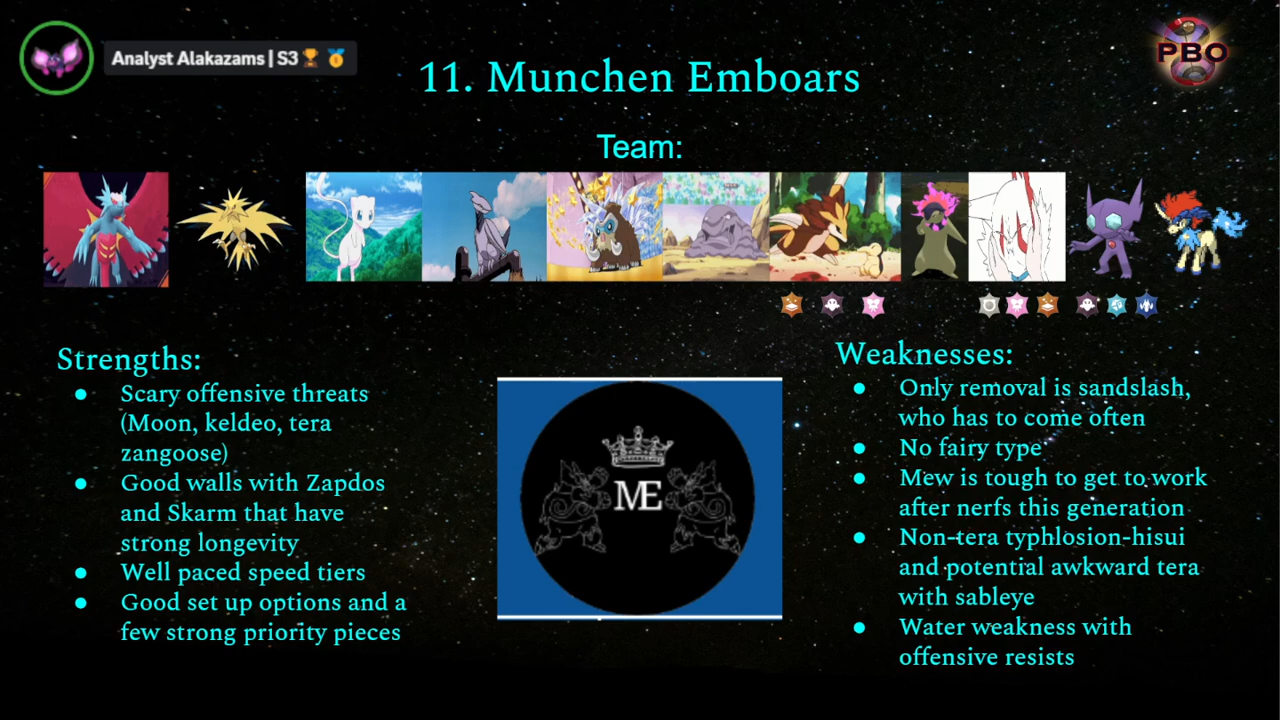 Analyst Alakazams | S3 🏆 🥇
PBO
11. Munchen Emboars
Team:
Strengths:
● Scary offensive threats
(Moon, keldeo, tera
zangoose)
● Good walls with Zapdos
and Skarm that have
strong longevity
● Well paced speed tiers
● Good set up options and a
few strong priority pieces
ME
Weaknesses:
● Only removal is sandslash,
who has to come often
● No fairy type
● Mew is tough to get to work
after nerfs this generation
● Non-tera typhlosion-hisui
and potential awkward tera
with sableye
● Water weakness with
offensive resists